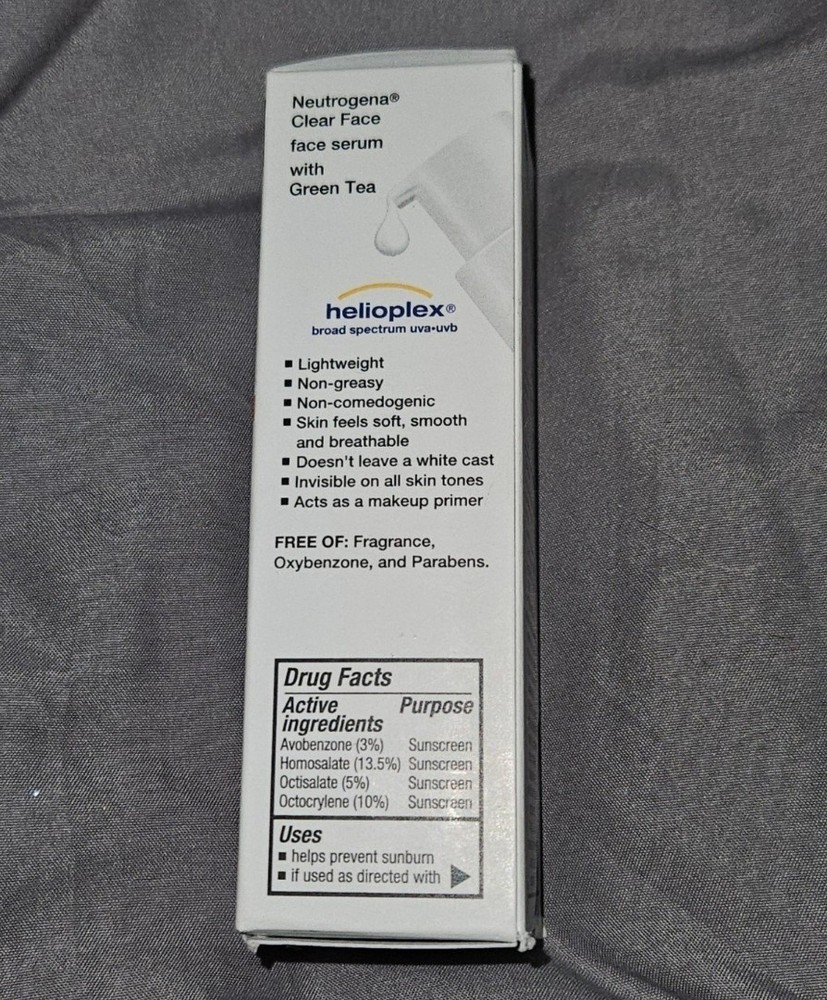 Neutrogena®
Clear Face
face serum
with
Green Tea
helioplex®
broad spectrum uva•uvb
▪ Lightweight
▪ Non-greasy
▪ Non-comedogenic
▪ Skin feels soft, smooth
and breathable
▪ Doesn't leave a white cast
▪ Invisible on all skin tones
▪ Acts as a makeup primer
FREE OF: Fragrance,
Oxybenzone, and Parabens.
Drug Facts
Active Purpose
ingredients
Avobenzone (3%) Sunscreen
Homosalate (13.5%) Sunscreen
Octisalate (5%) Sunscreen
Octocrylene (10%) Sunscreen
Uses
▪ helps prevent sunburn
▪ if used as directed with